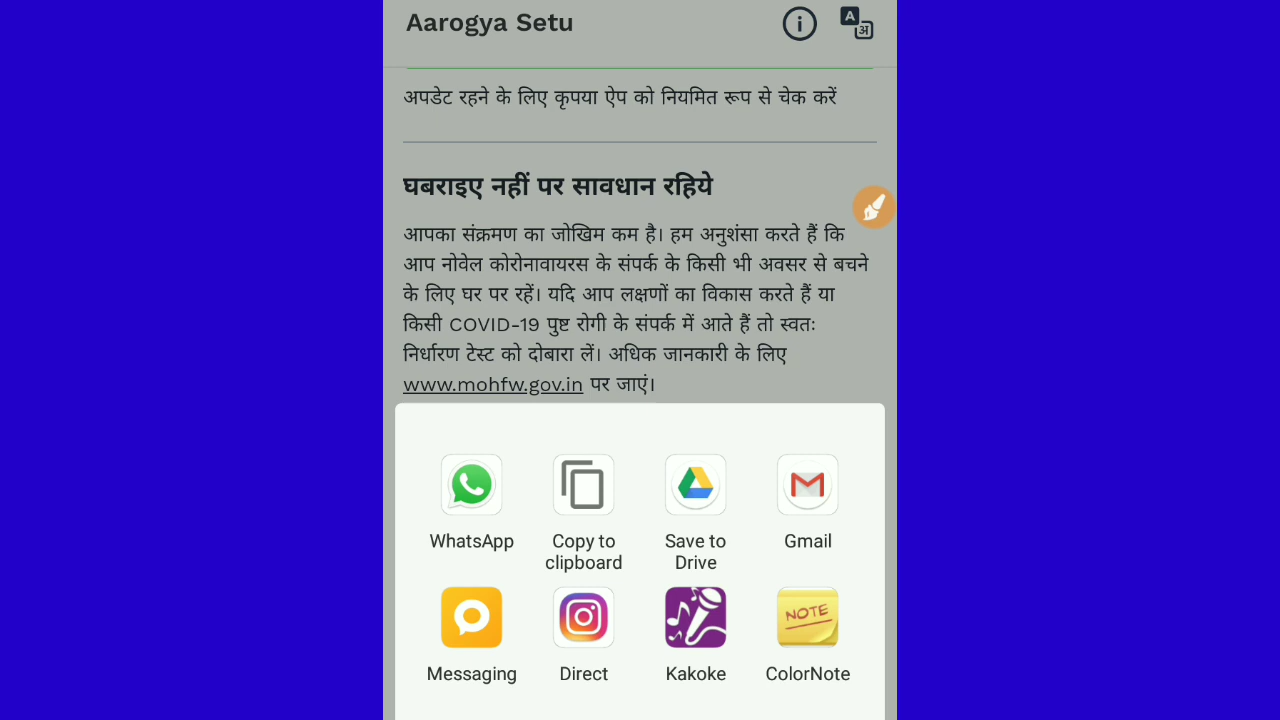 Aarogya Setu
अपडेट रहने के लिए कृपया ऐप को नियमित रूप से चेक करें
घबराइए नहीं पर सावधान रहिये
आपका संक्रमण का जोखिम कम है। हम अनुशंसा करते हैं कि
आप नोवेल कोरोनावायरस के संपर्क के किसी भी अवसर से बचने
के लिए घर पर रहें। यदि आप लक्षणों का विकास करते हैं या
किसी COVID-19 पुष्ट रोगी के संपर्क में आते हैं तो स्वतः
निर्धारण टेस्ट को दोबारा लें। अधिक जानकारी के लिए
www.mohfw.gov.in पर जाएं।
WhatsApp
Copy to
clipboard
Save to
Drive
Gmail
NOTE
Messaging
Direct
Kakoke
ColorNote